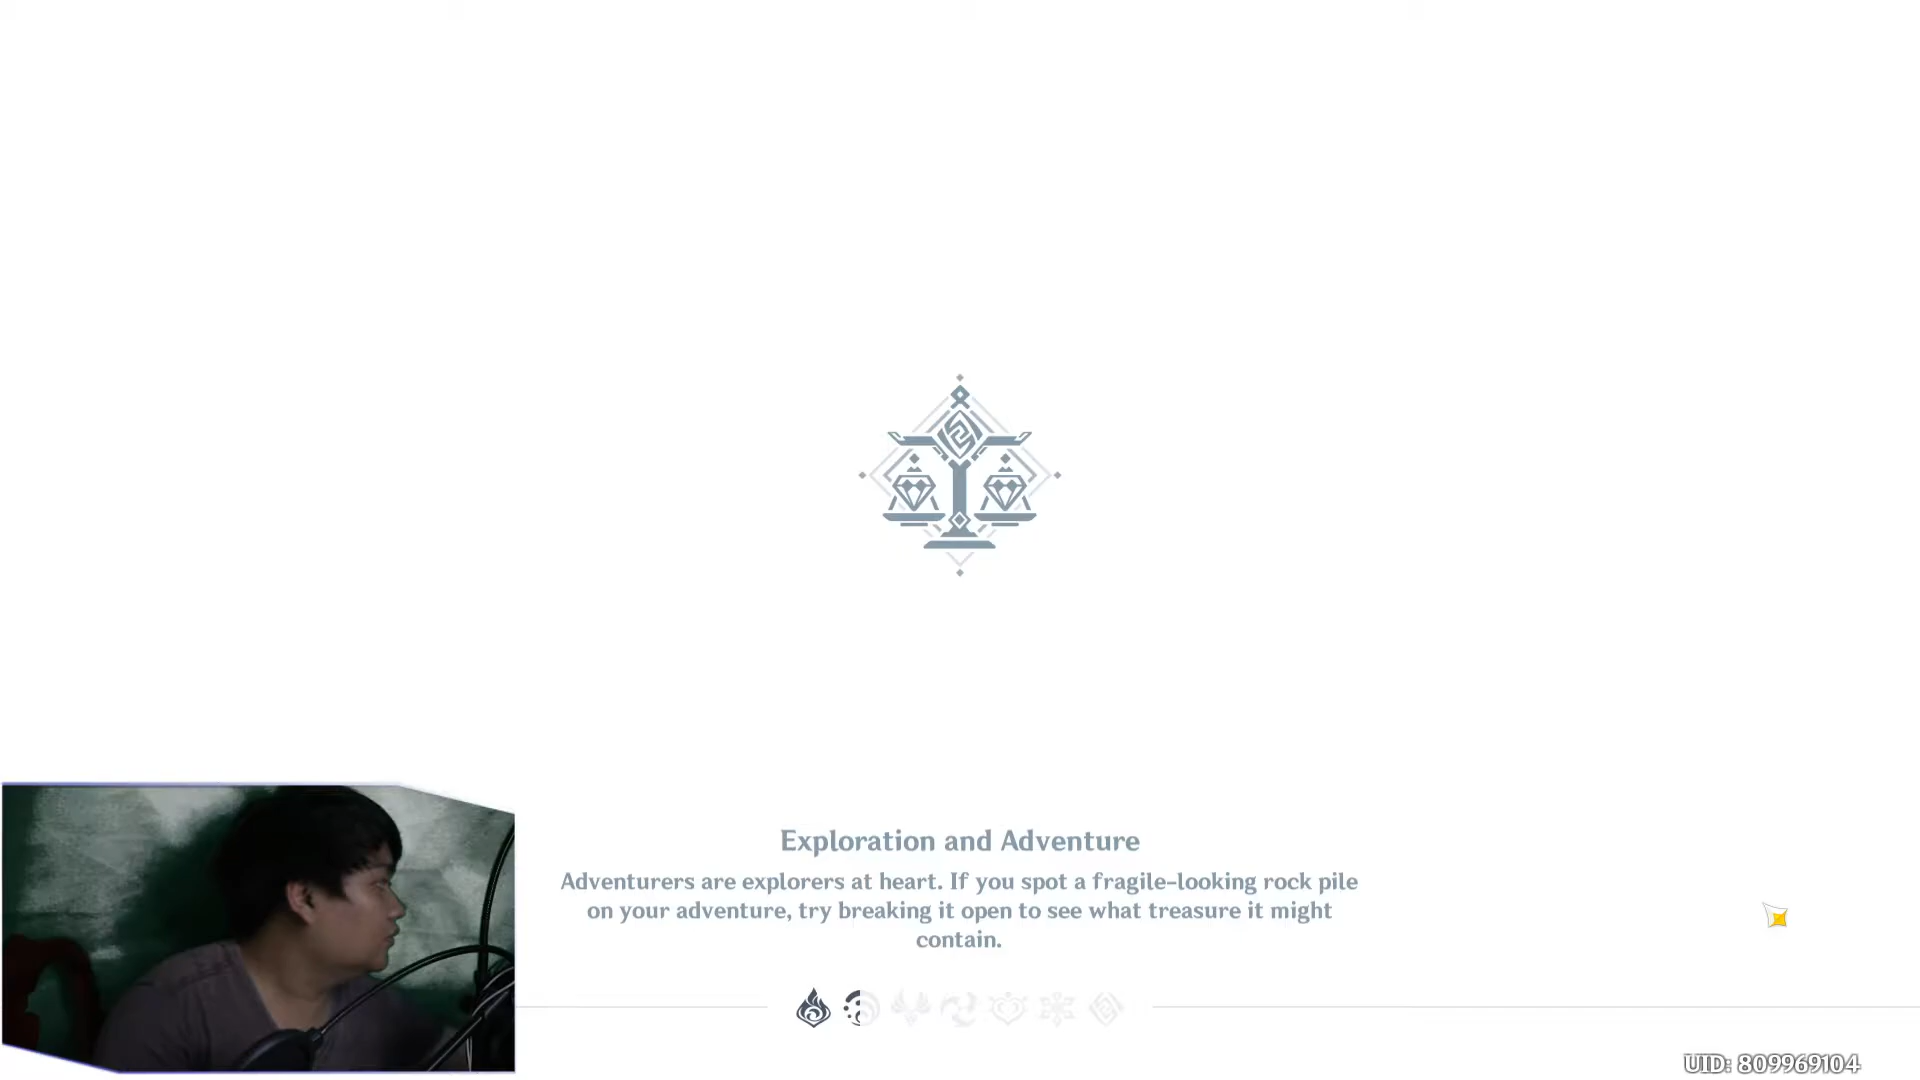 Exploration and Adventure
Adventurers are explorers at heart. If you spot a fragile-looking rock pile
on your adventure, try breaking it open to see what treasure it might
contain.
UID: 809969104